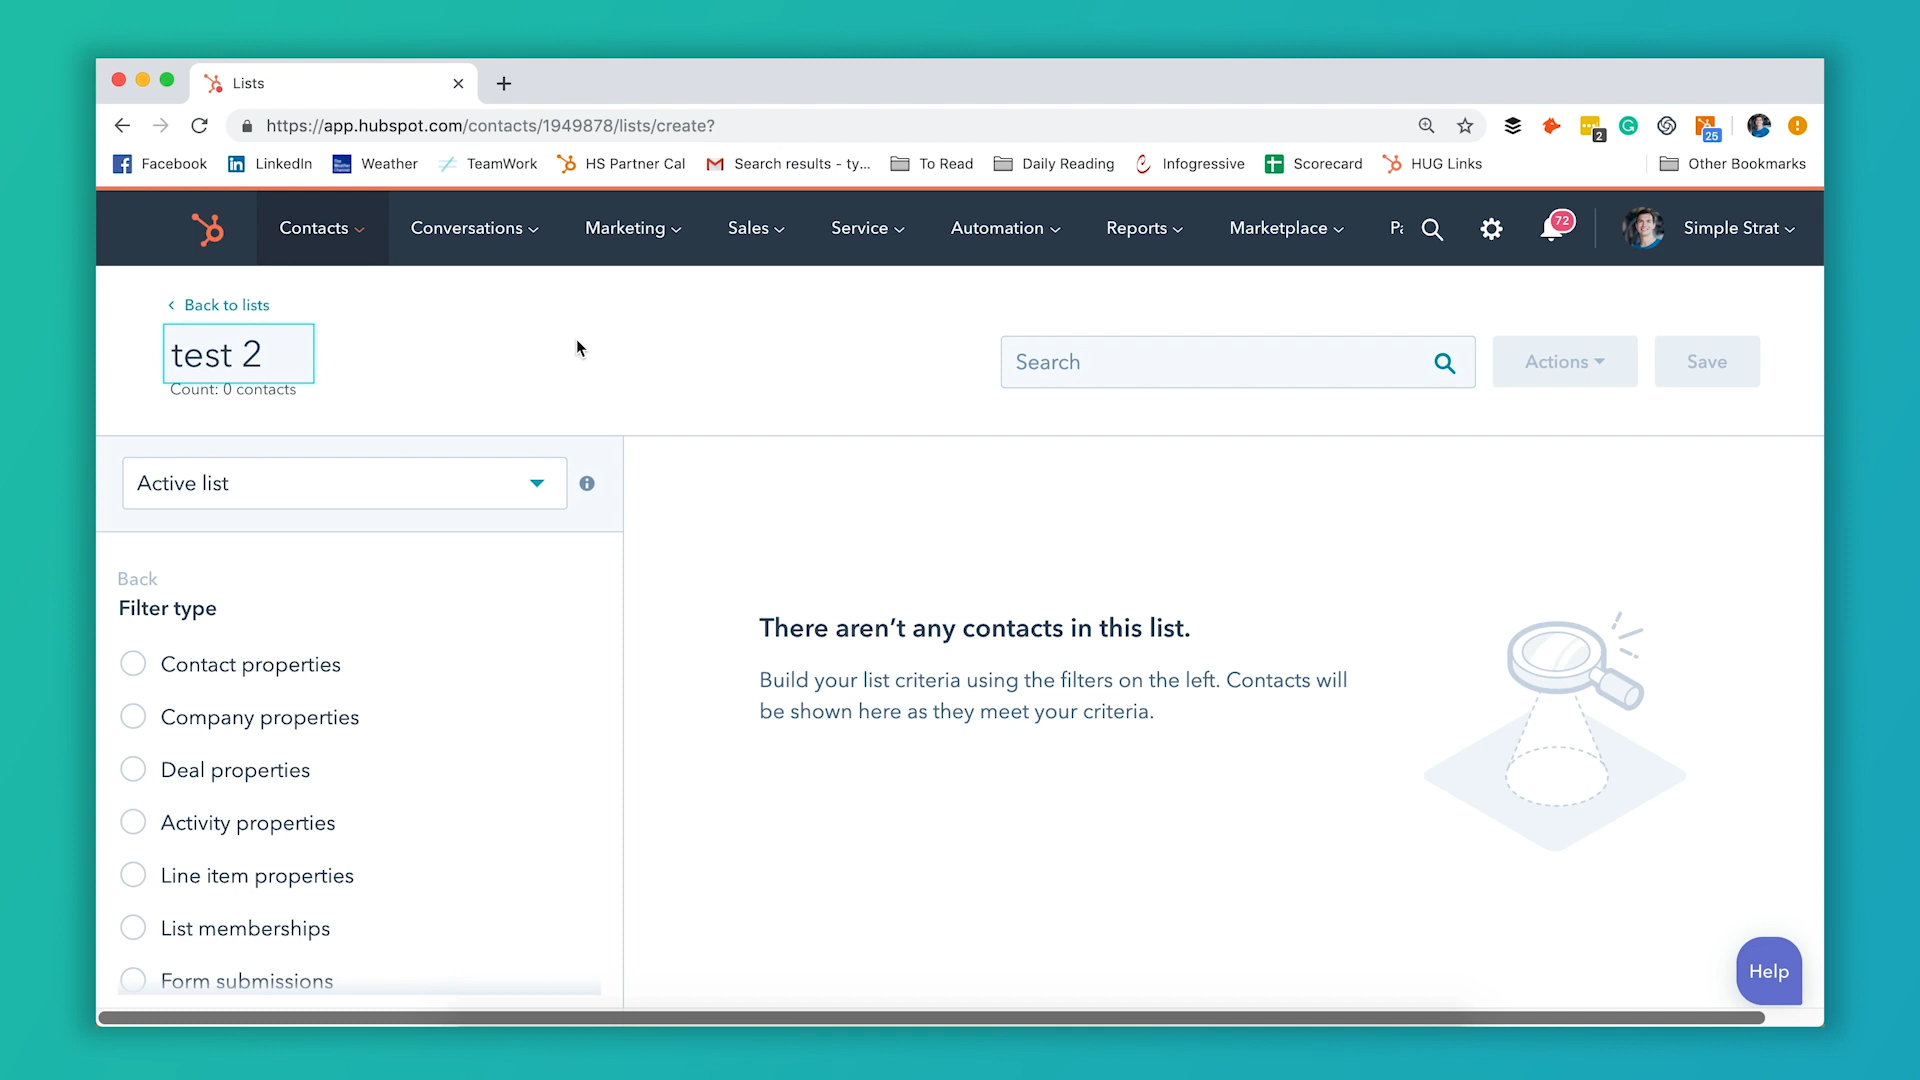 Lists
https://app.hubspot.com/contacts/1949878/lists/create?
2
25
Facebook LinkedIn Weather TeamWork HS Partner Cal Search results - ty... To Read Daily Reading Infogressive Scorecard HUG Links Other Bookmarks
Contacts Conversations Marketing Sales Service Automation Reports Marketplace Pa 72 Simple Strat
Back to lists
test 2
Count: 0 contacts
Search
Actions
Save
Active list
Back
Filter type
Contact properties
Company properties
Deal properties
Activity properties
Line item properties
List memberships
Form submissions
There aren't any contacts in this list.
Build your list criteria using the filters on the left. Contacts will
be shown here as they meet your criteria.
Help